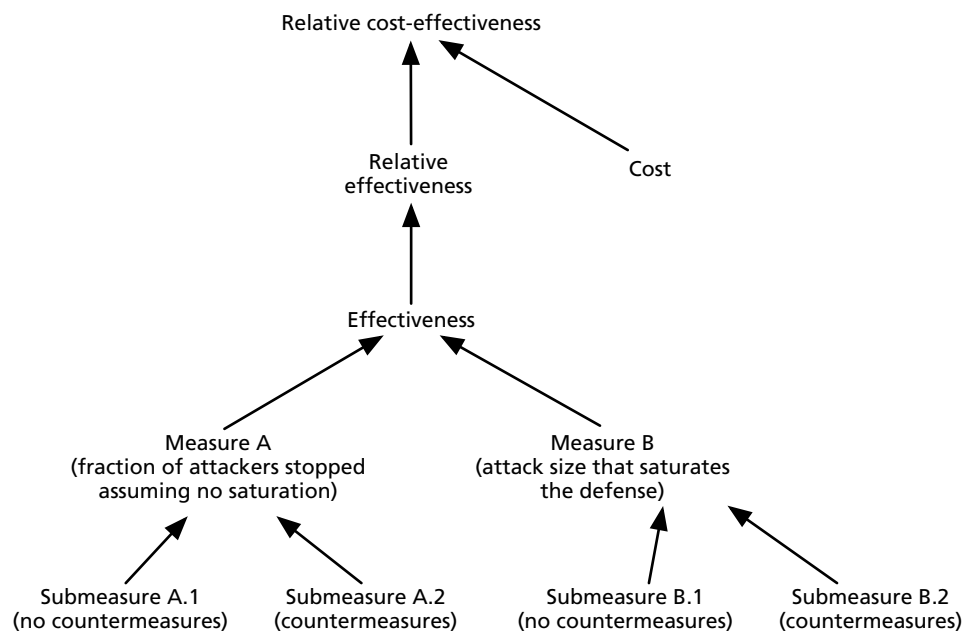 Relative cost-effectiveness
Relative
effectiveness
Cost
Effectiveness
Measure A
(fraction of attackers stopped
assuming no saturation)
Measure B
(attack size that saturates
the defense)
Submeasure A.1
(no countermeasures)
Submeasure A.2
(countermeasures)
Submeasure B.1
(no countermeasures)
Submeasure B.2
(countermeasures)